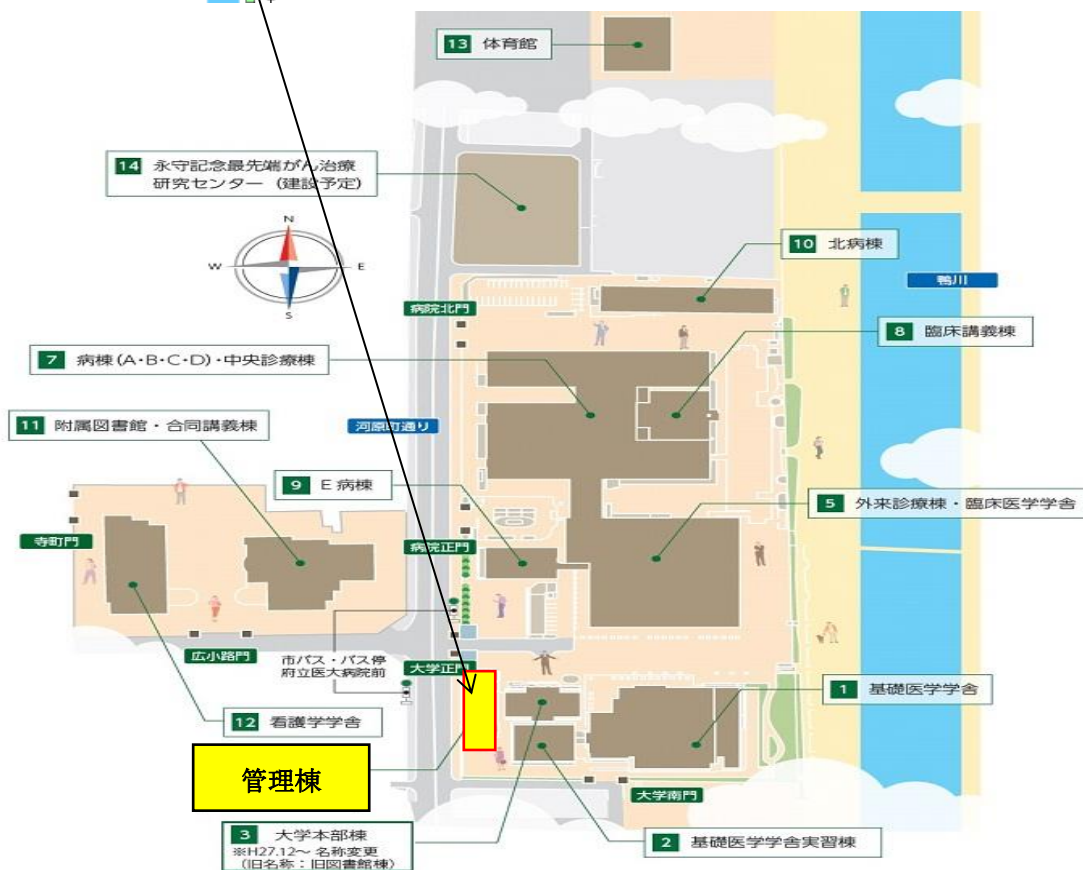 13 体育館
14 永守記念最先端がん治療
研究センター（建設予定）
N
W
E
S
10 北病棟
鴨川
病院北門
8 臨床講義棟
7 病棟(A・B・C・D)・中央診療棟
11 附属図書館・合同講義棟
河原町通り
9 E 病棟
5 外来診療棟・臨床医学学舎
寺町門
病院正門
広小路門
市バス・バス停
府立医大病院前
大学正門
1 基礎医学学舎
12 看護学学舎
管理棟
大学南門
3 大学本部棟
※H27.12～ 名称変更
（旧名称：旧図書館棟）
2 基礎医学学舎実習棟